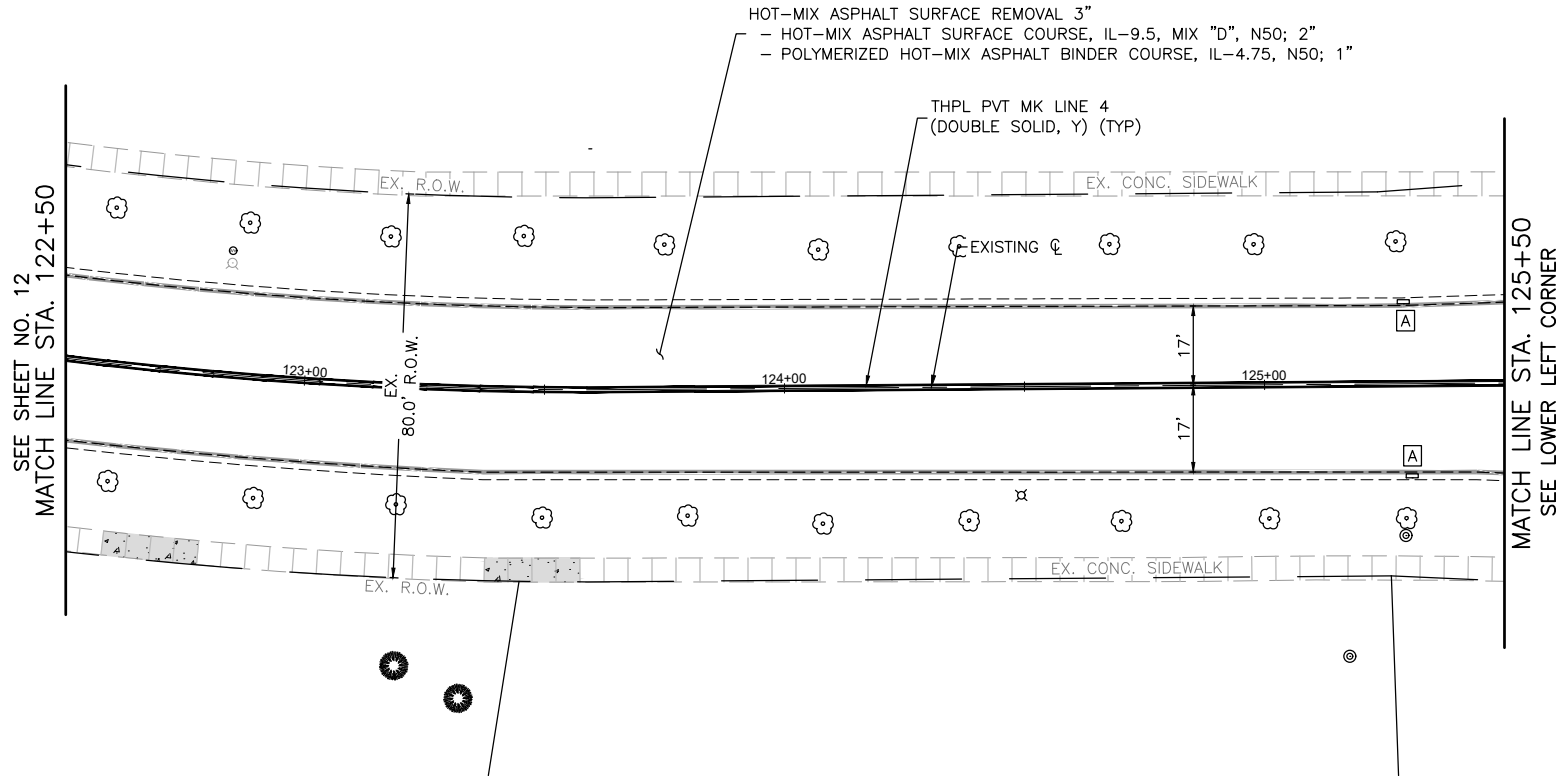 HOT-MIX ASPHALT SURFACE REMOVAL 3"
- HOT-MIX ASPHALT SURFACE COURSE, IL-9.5, MIX "D", N50; 2"
- POLYMERIZED HOT-MIX ASPHALT BINDER COURSE, IL-4.75, N50; 1"
THPL PVT MK LINE 4
(DOUBLE SOLID, Y) (TYP)
SEE SHEET NO. 12
MATCH LINE STA. 122+50
EX. R.O.W.
EX. CONC. SIDEWALK
EXISTING ℄
A
17'
123+00
124+00
125+00
EX. R.O.W.
80.0'
17'
A
EX. CONC. SIDEWALK
EX. R.O.W.
MATCH LINE STA. 125+50
SEE LOWER LEFT CORNER